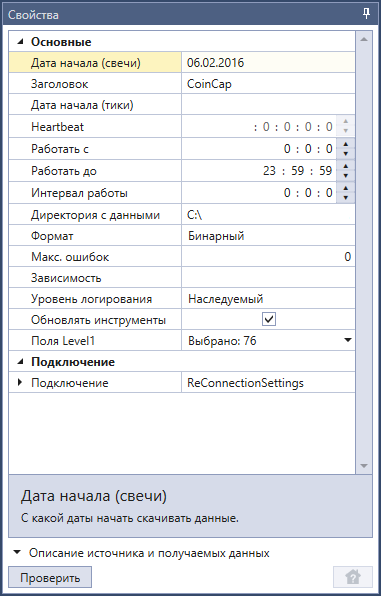 Свойства
Основные
Дата начала (свечи) 06.02.2016
Заголовок CoinCap
Дата начала (тики)
Heartbeat : 0 : 0 : 0 : 0
Работать с 0 : 0 : 0
Работать до 23 : 59 : 59
Интервал работы 0 : 0 : 0
Директория с данными C:\
Формат Бинарный
Макс. ошибок 0
Зависимость
Уровень логирования Наследуемый
Обновлять инструменты
Поля Level1 Выбрано: 76
Подключение
Подключение ReConnectionSettings
Дата начала (свечи)
С какой даты начать скачивать данные.
Описание источника и получаемых данных
Проверить